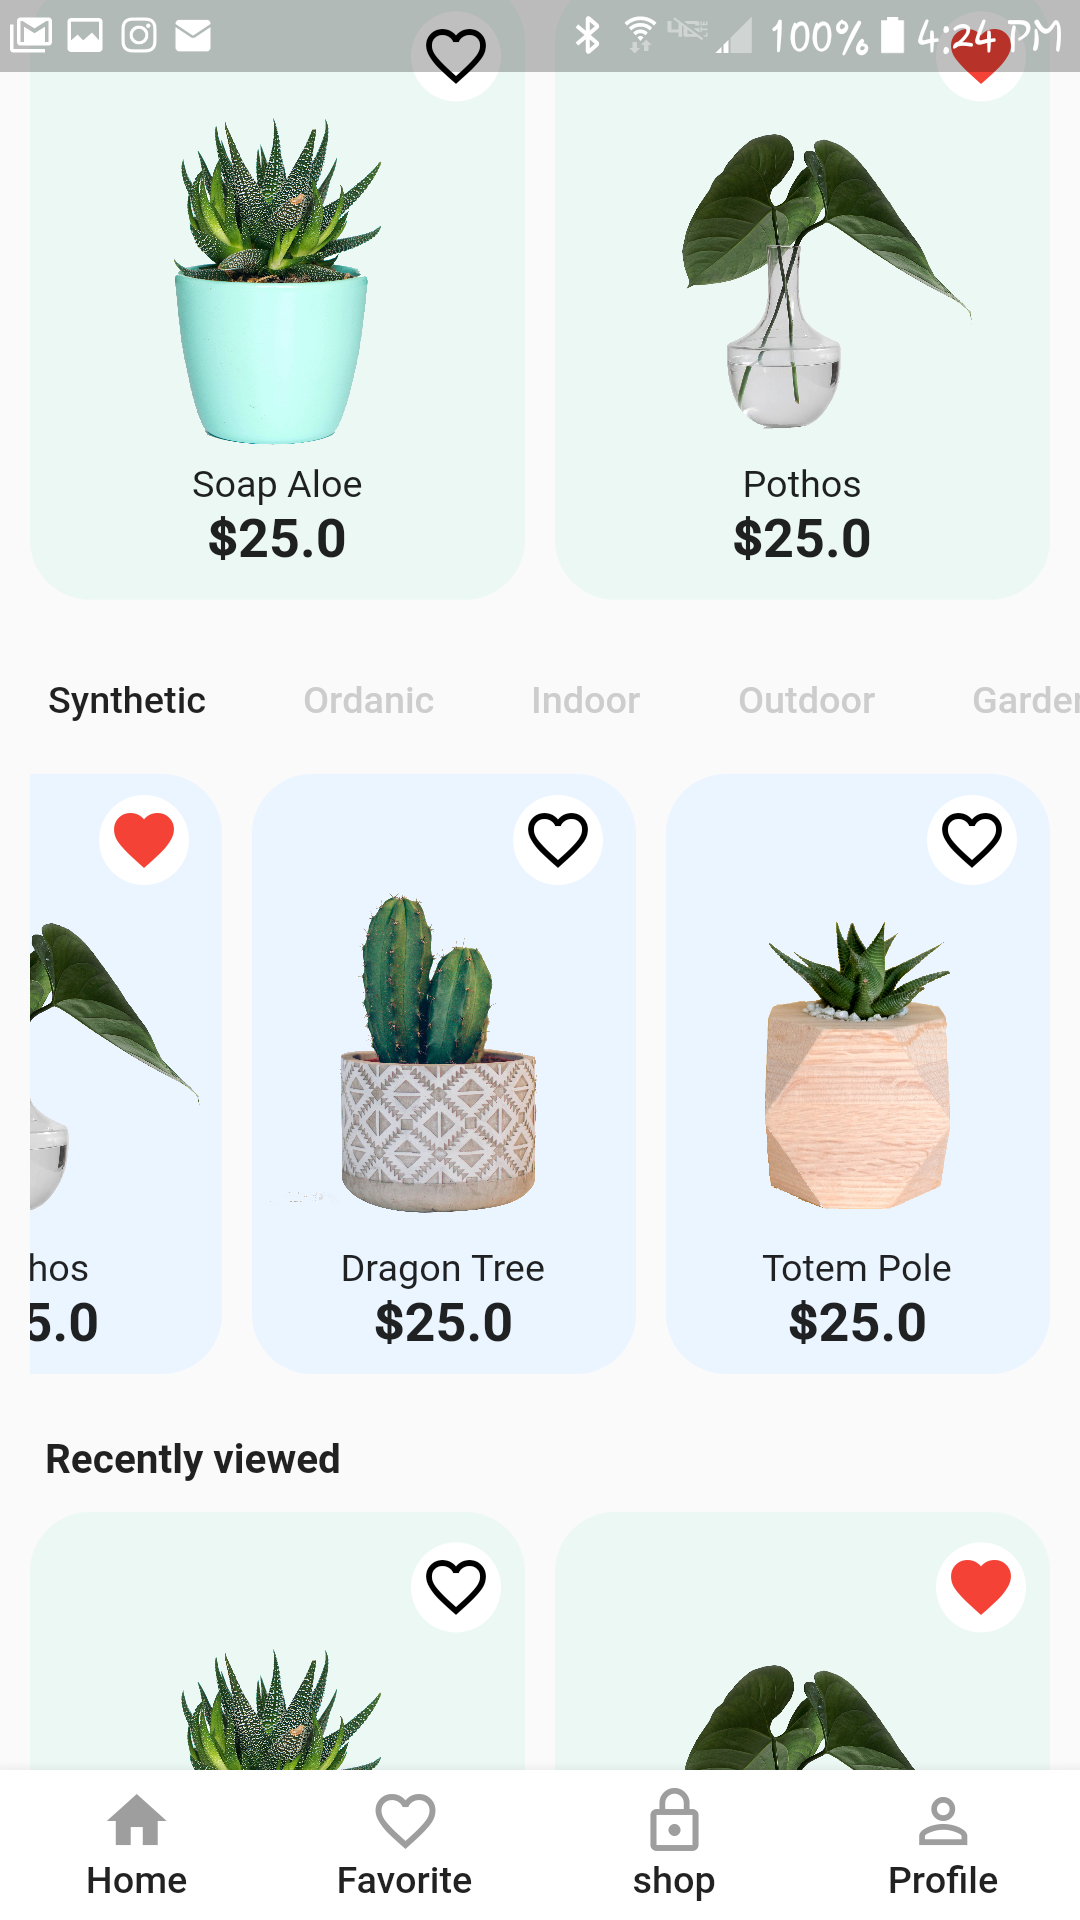 100% 4:24 PM
Soap Aloe
$25.0
Pothos
$25.0
Synthetic Ordanic Indoor Outdoor Garden
hos
5.0
Dragon Tree
$25.0
Totem Pole
$25.0
Recently viewed
Home Favorite shop Profile